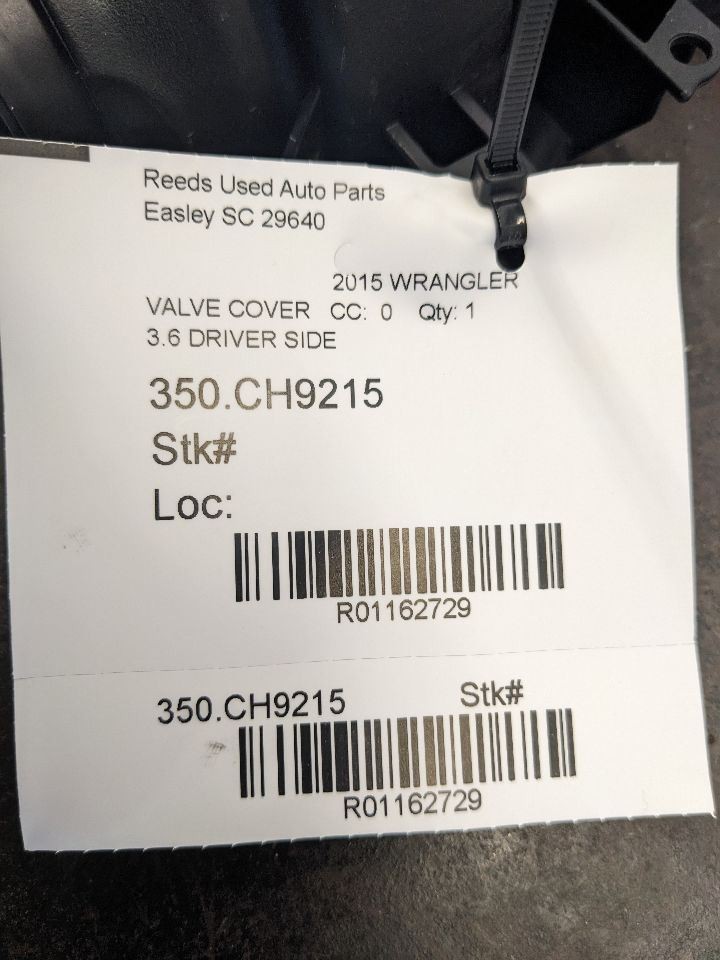 Reeds Used Auto Parts
Easley SC 29640
2015 WRANGLER
VALVE COVER CC: 0 Qty: 1
3.6 DRIVER SIDE
350.CH9215
Stk#
Loc:
R01162729
350.CH9215 Stk#
R01162729